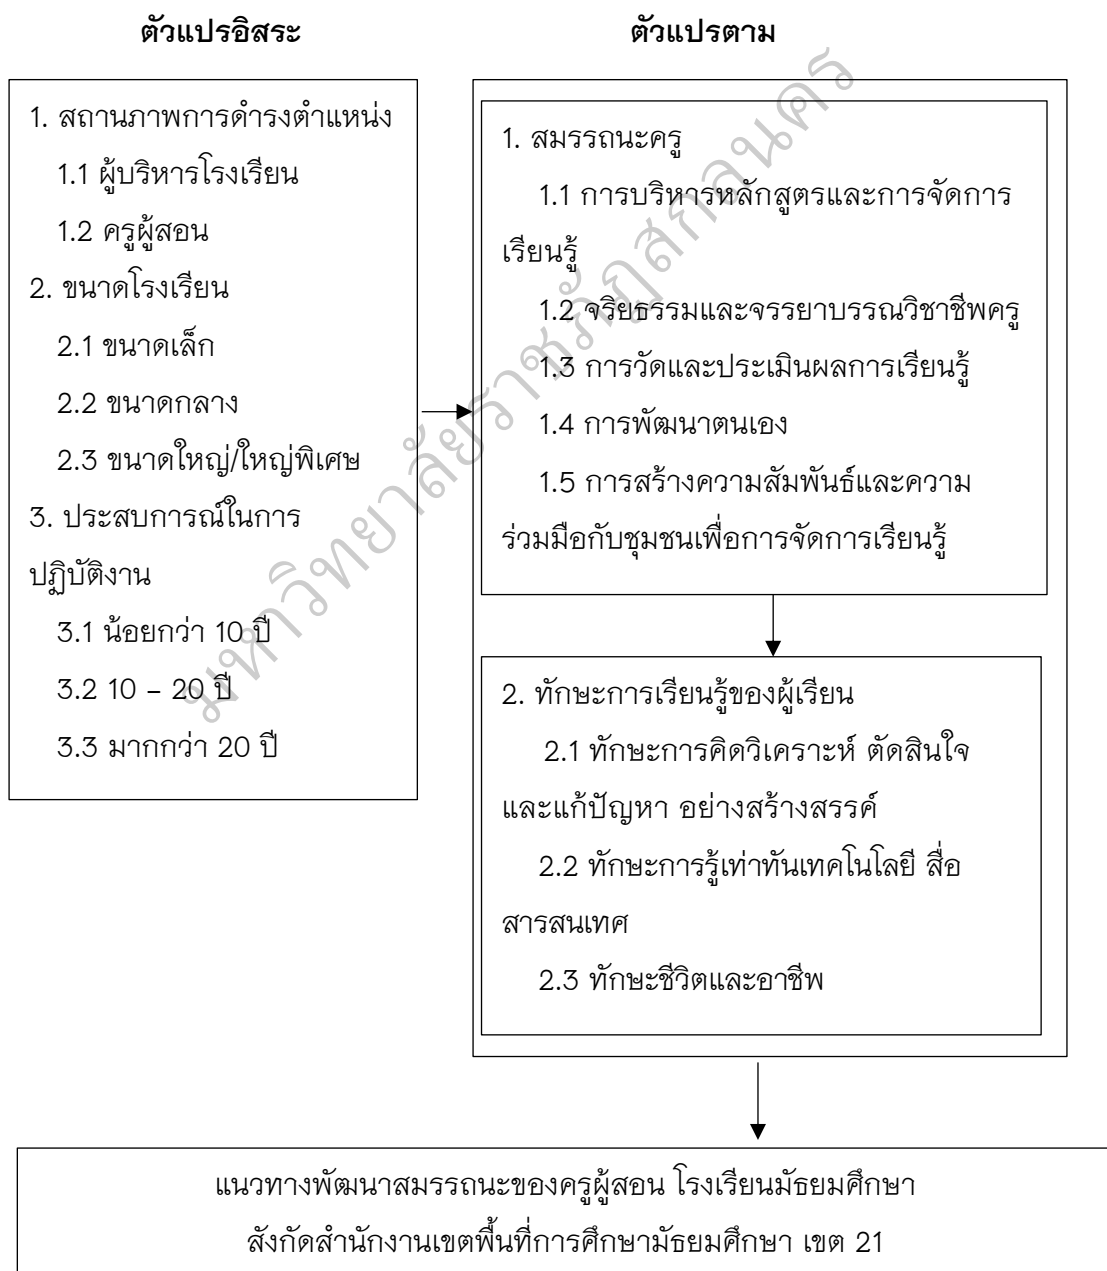 ตัวแปรอิสระ
ตัวแปรตาม
1. สถานภาพการดำรงตำแหน่ง
1.1 ผู้บริหารโรงเรียน
1.2 ครูผู้สอน
2. ขนาดโรงเรียน
2.1 ขนาดเล็ก
2.2 ขนาดกลาง
2.3 ขนาดใหญ่/ใหญ่พิเศษ
3. ประสบการณ์ในการ
ปฏิบัติงาน
3.1 น้อยกว่า 10 ปี
3.2 10 – 20 ปี
3.3 มากกว่า 20 ปี
1. สมรรถนะครู
1.1 การบริหารหลักสูตรและการจัดการ
เรียนรู้
1.2 จริยธรรมและจรรยาบรรณวิชาชีพครู
1.3 การวัดและประเมินผลการเรียนรู้
1.4 การพัฒนาตนเอง
1.5 การสร้างความสัมพันธ์และความ
ร่วมมือกับชุมชนเพื่อการจัดการเรียนรู้
2. ทักษะการเรียนรู้ของผู้เรียน
2.1 ทักษะการคิดวิเคราะห์ ตัดสินใจ
และแก้ปัญหา อย่างสร้างสรรค์
2.2 ทักษะการรู้เท่าทันเทคโนโลยี สื่อ
สารสนเทศ
2.3 ทักษะชีวิตและอาชีพ
แนวทางพัฒนาสมรรถนะของครูผู้สอน โรงเรียนมัธยมศึกษา
สังกัดสำนักงานเขตพื้นที่การศึกษามัธยมศึกษา เขต 21
มหาวิทยาลัยราชภัฏสกลนคร